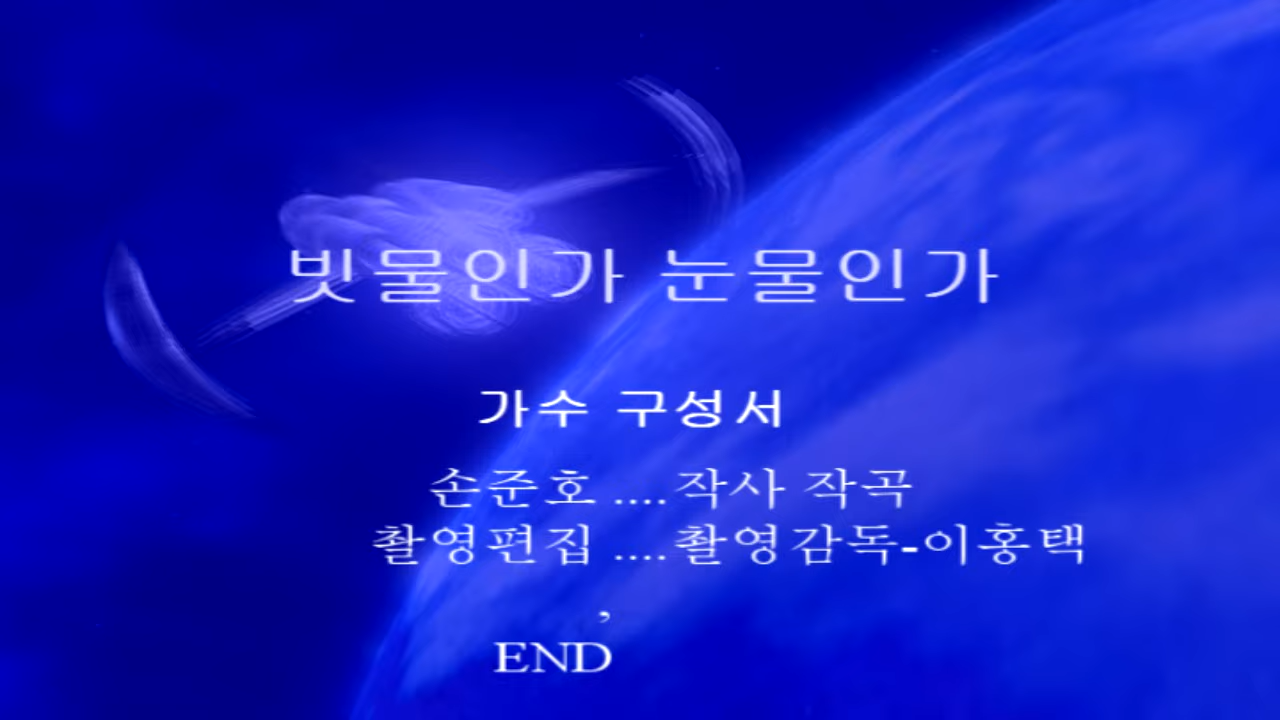 빗물인가 눈물인가
가수 구성서
손준호 ....작사 작곡
촬영편집 ....촬영감독-이홍택
,
END